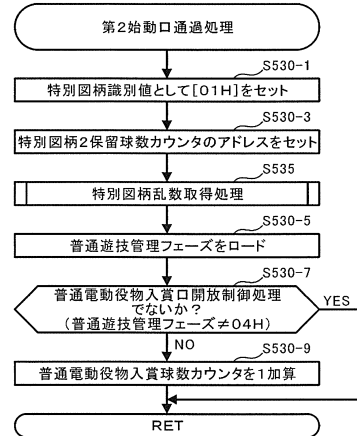 第2始動口通過処理
S530-1
特別図柄識別値として[01H]をセット
S530-3
特別図柄2保留球数カウンタのアドレスをセット
S535
特別図柄乱数取得処理
S530-5
普通遊技管理フェーズをロード
S530-7
普通電動役物入賞口開放制御処理
でないか?
(普通遊技管理フェーズ≠04H)
YES
NO
S530-9
普通電動役物入賞球数カウンタを1加算
RET